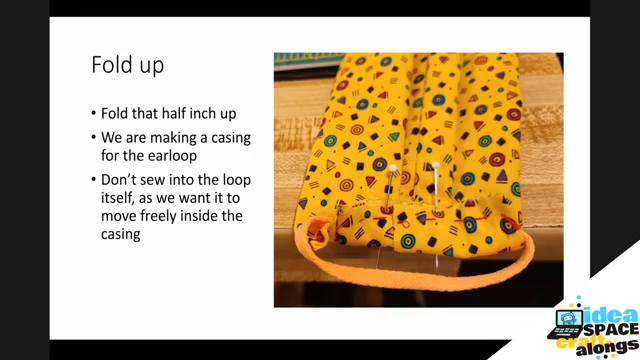 Fold up
• Fold that half inch up
• We are making a casing
for the earloop
• Don't sew into the loop
itself, as we want it to
move freely inside the
casing
idea
SPACE
craft
alongs